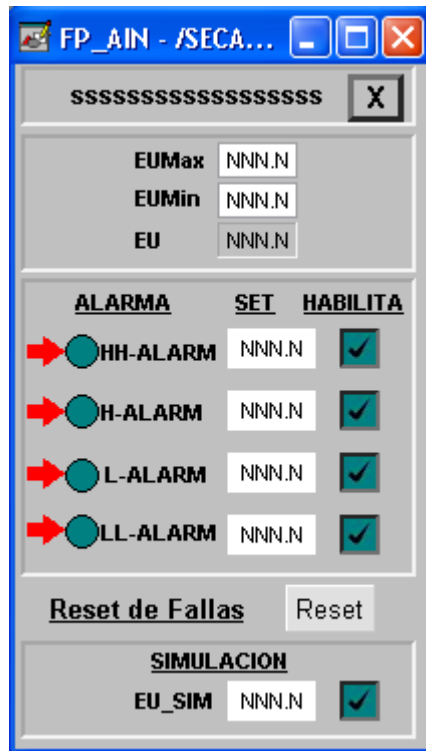 FP_AIN - /SECA...
ssssssssssssssssss X
EUMax NNN.N
EUMin NNN.N
EU NNN.N
ALARMA SET HABILITA
HH-ALARM NNN.N
H-ALARM NNN.N
L-ALARM NNN.N
LL-ALARM NNN.N
Reset de Fallas Reset
SIMULACION
EU_SIM NNN.N